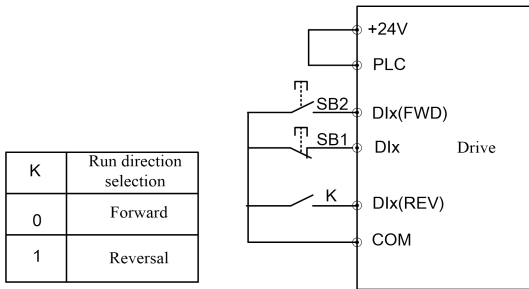 +24V
PLC
SB2 DIx(FWD)
SB1 DIx Drive
K DIx(REV)
COM
K Run direction
selection
0 Forward
1 Reversal